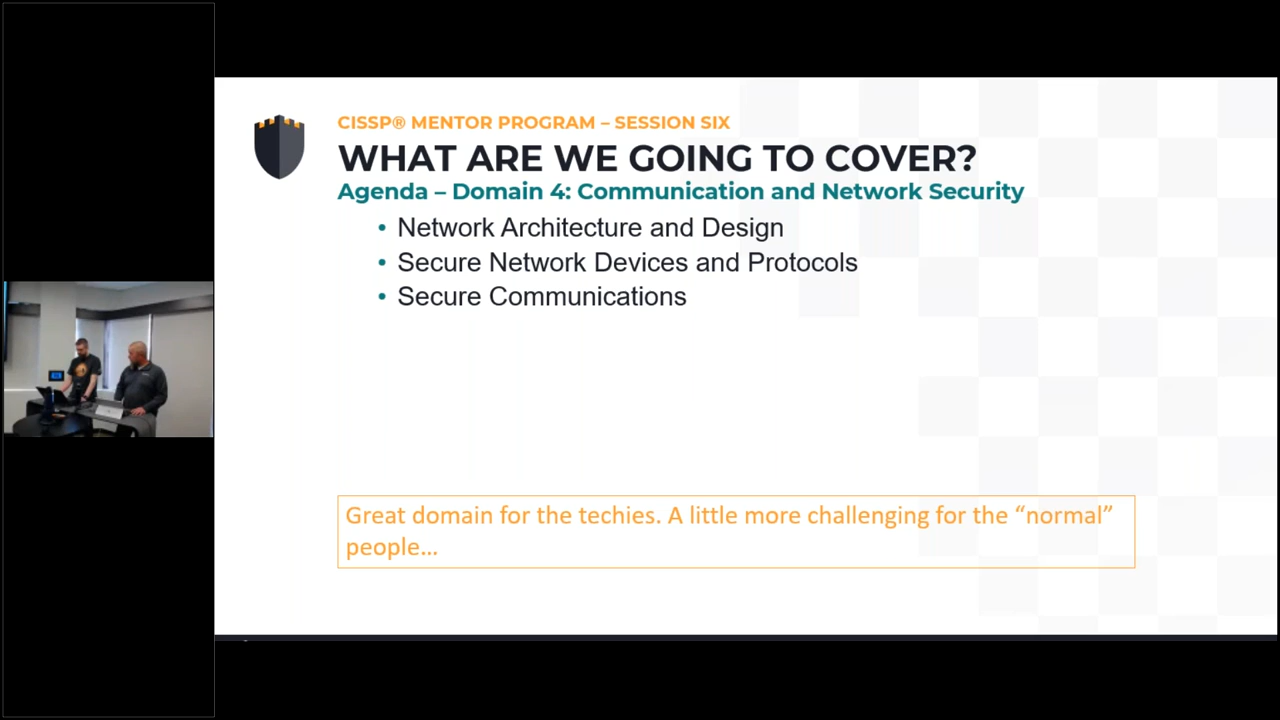 CISSP® MENTOR PROGRAM – SESSION SIX
WHAT ARE WE GOING TO COVER?
Agenda – Domain 4: Communication and Network Security
• Network Architecture and Design
• Secure Network Devices and Protocols
• Secure Communications
Great domain for the techies. A little more challenging for the “normal”
people…